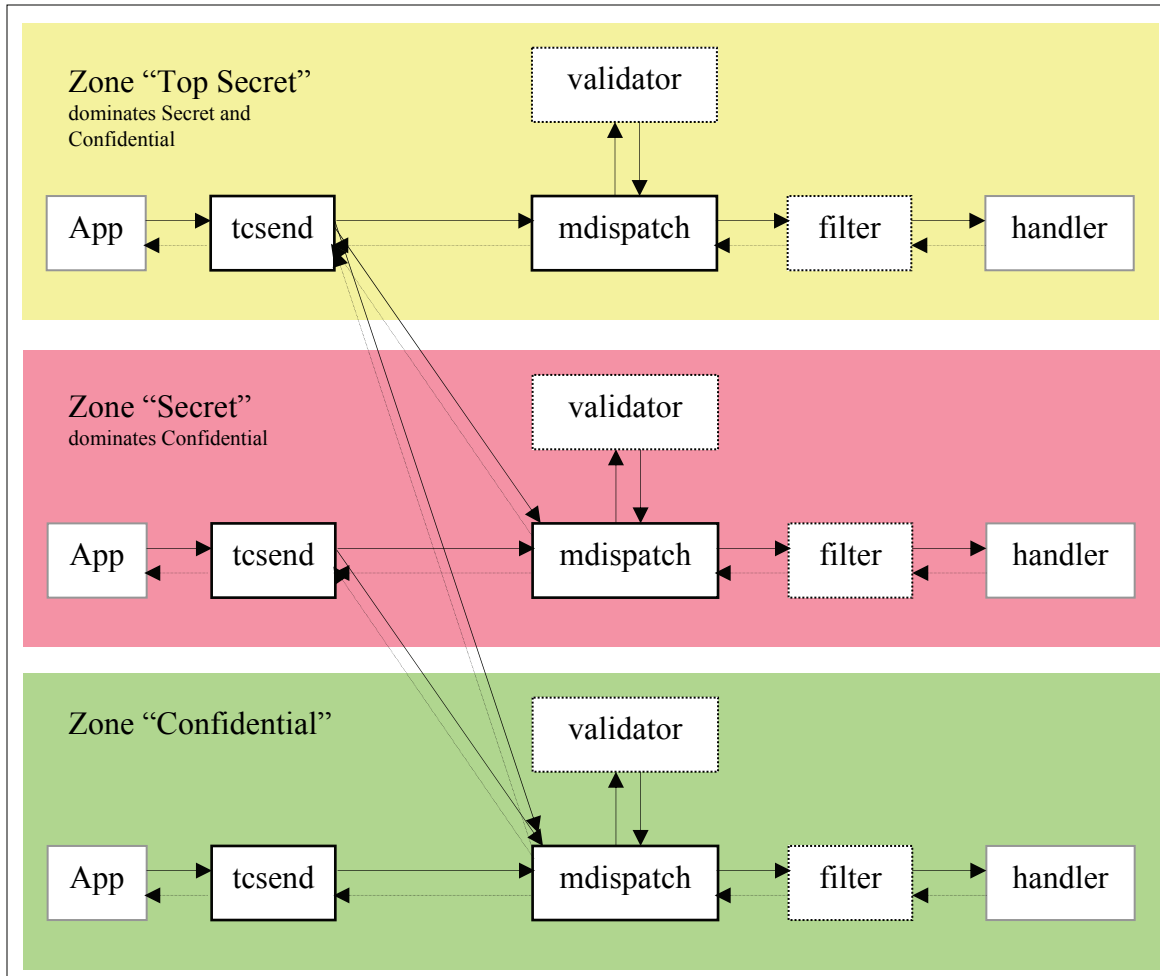 Zone “Top Secret”
dominates Secret and
Confidential
validator
App
tcsend
mdispatch
filter
handler
Zone “Secret”
dominates Confidential
validator
App
tcsend
mdispatch
filter
handler
Zone “Confidential”
validator
App
tcsend
mdispatch
filter
handler